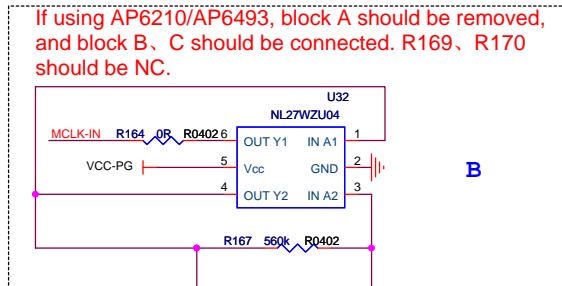 If using AP6210/AP6493, block A should be removed,
and block B、C should be connected. R169、R170
should be NC.
U32
NL27WZU04
MCLK-IN R164 0R R0402 6 OUT Y1 IN A1 1
VCC-PG 5 Vcc GND 2
B
4 OUT Y2 IN A2 3
R167 560k R0402